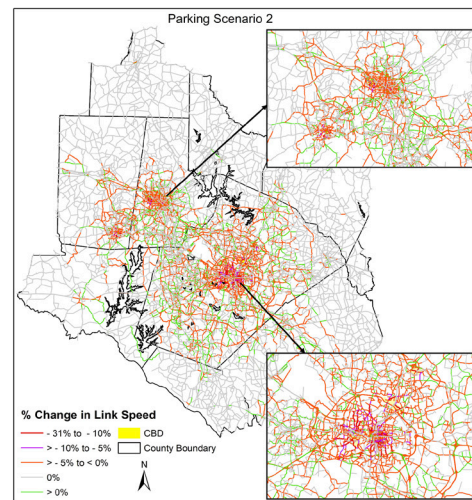 Parking Scenario 2
% Change in Link Speed
- 31% to - 10%
> - 10% to - 5%
> - 5% to < 0%
0%
> 0%
CBD
County Boundary
N